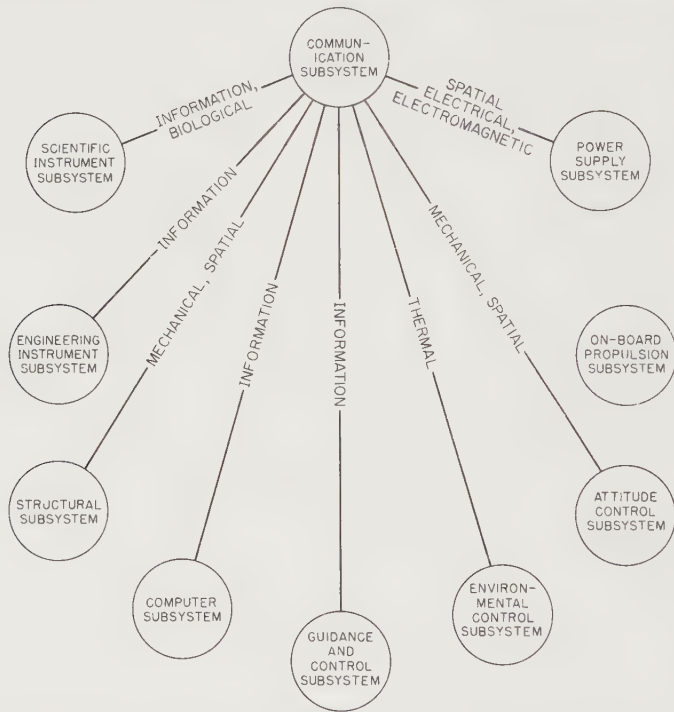 COMMUN-
ICATION
SUBSYSTEM
INFORMATION,
BIOLOGICAL
SPATIAL
ELECTRICAL,
ELECTROMAGNETIC
SCIENTIFIC
INSTRUMENT
SUBSYSTEM
POWER
SUPPLY
SUBSYSTEM
INFORMATION
MECHANICAL, SPATIAL
INFORMATION
INFORMATION
THERMAL
MECHANICAL, SPATIAL
ENGINEERING
INSTRUMENT
SUBSYSTEM
ON-BOARD
PROPULSION
SUBSYSTEM
STRUCTURAL
SUBSYSTEM
ATTITUDE
CONTROL
SUBSYSTEM
COMPUTER
SUBSYSTEM
ENVIRON-
MENTAL
CONTROL
SUBSYSTEM
GUIDANCE
AND
CONTROL
SUBSYSTEM